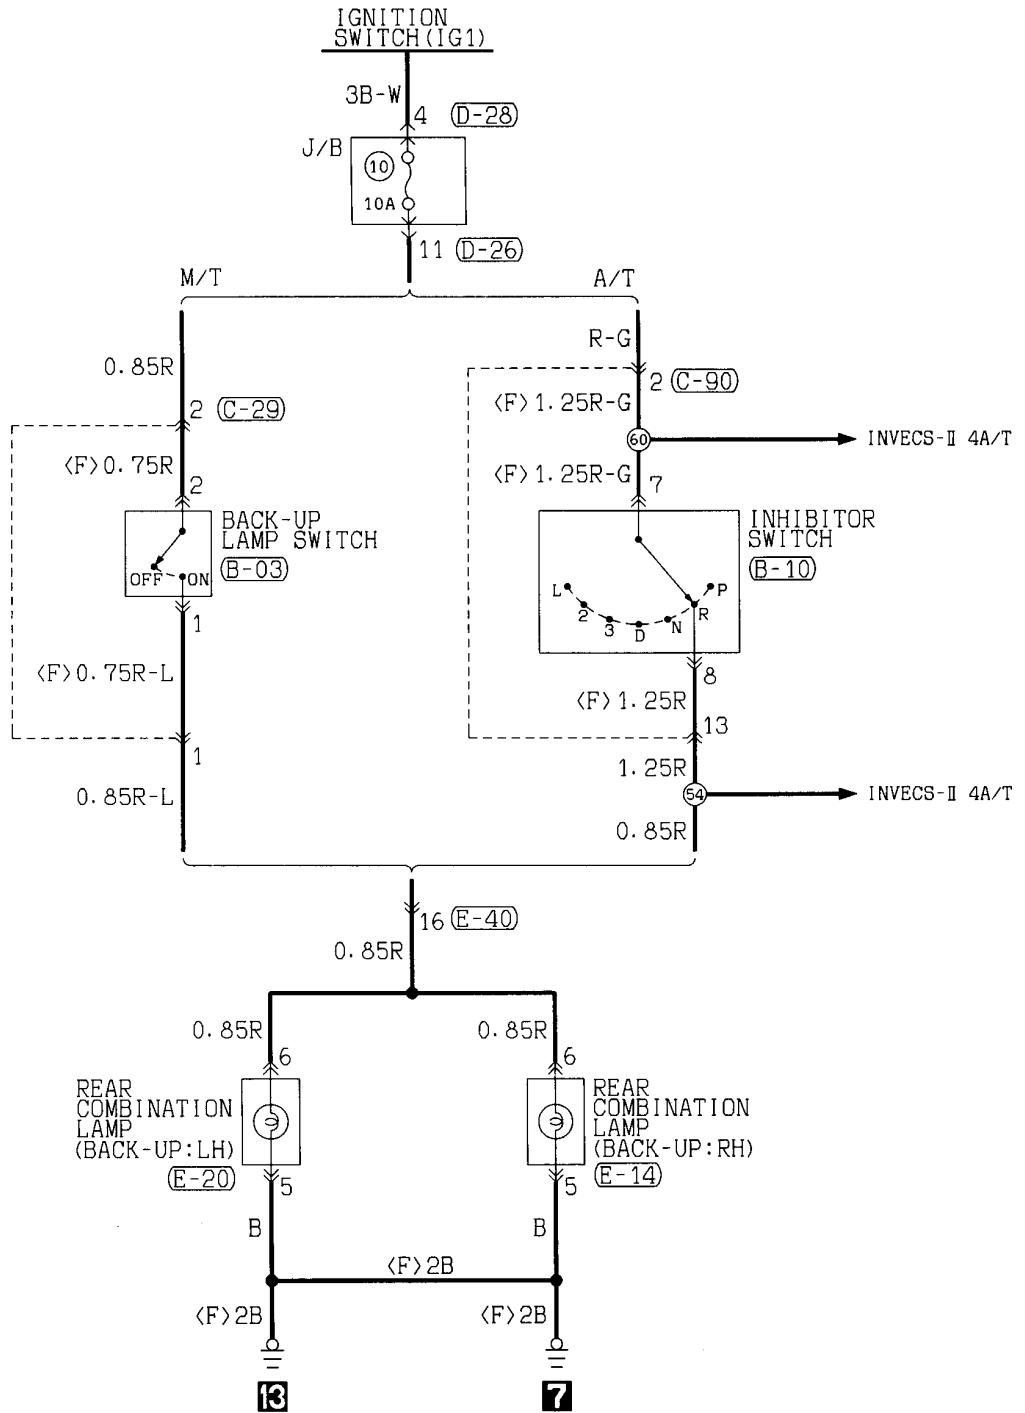 IGNITION
SWITCH(IG1)
3B-W
4 D-28
J/B
10
10A
11 D-26
M/T
A/T
R-G
0.85R
2 C-90
2 C-29
<F>1.25R-G
60
INVECS-Ⅱ 4A/T
<F>0.75R
<F>1.25R-G
7
2
BACK-UP
LAMP SWITCH
B-03
OFF
ON
INHIBITOR
SWITCH
B-10
L
2
3
D
N
R
P
1
8
<F>0.75R-L
<F>1.25R
13
1
1.25R
0.85R-L
54
INVECS-Ⅱ 4A/T
0.85R
16 E-40
0.85R
0.85R
0.85R
6
6
REAR
COMBINATION
LAMP
(BACK-UP:LH)
E-20
REAR
COMBINATION
LAMP
(BACK-UP:RH)
E-14
5
5
B
B
<F>2B
<F>2B
<F>2B
13
7